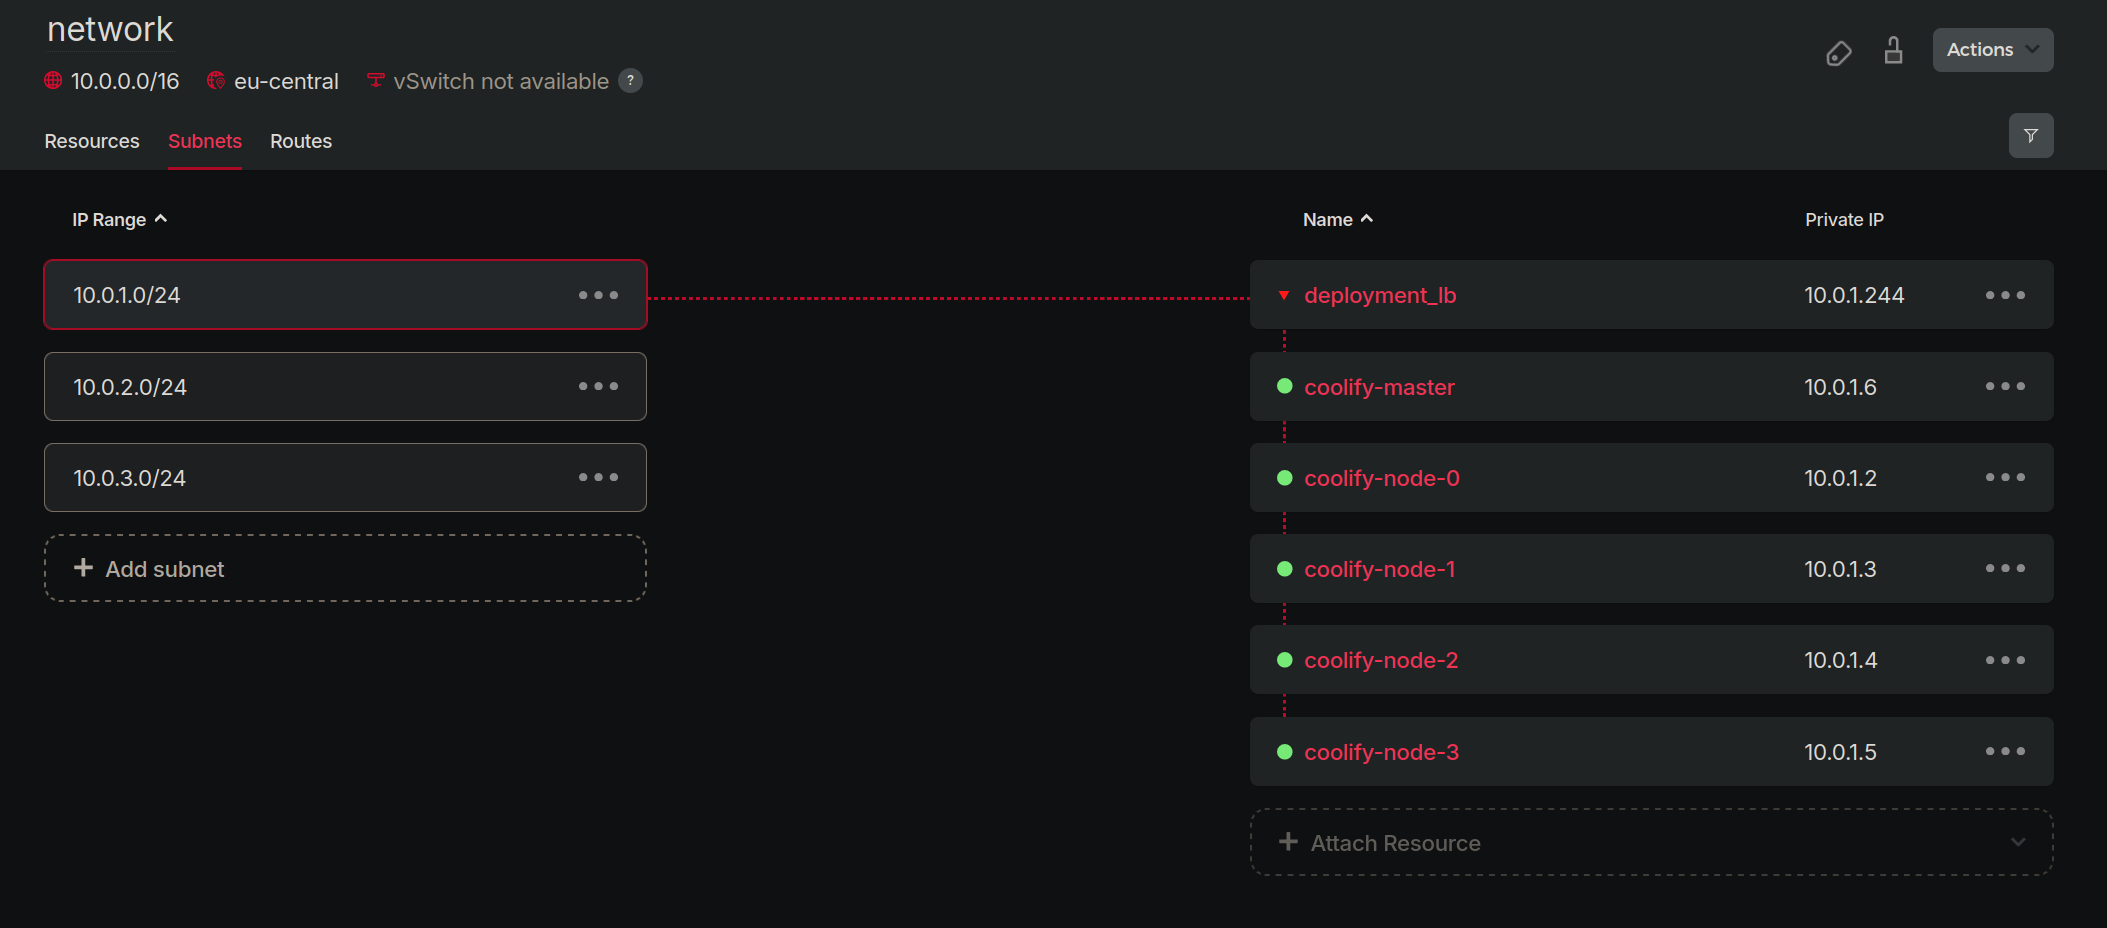 network
10.0.0.0/16 eu-central vSwitch not available ?
Actions
Resources Subnets Routes
IP Range Name Private IP
10.0.1.0/24 deployment_lb 10.0.1.244
10.0.2.0/24 coolify-master 10.0.1.6
10.0.3.0/24 coolify-node-0 10.0.1.2
Add subnet coolify-node-1 10.0.1.3
coolify-node-2 10.0.1.4
coolify-node-3 10.0.1.5
Attach Resource